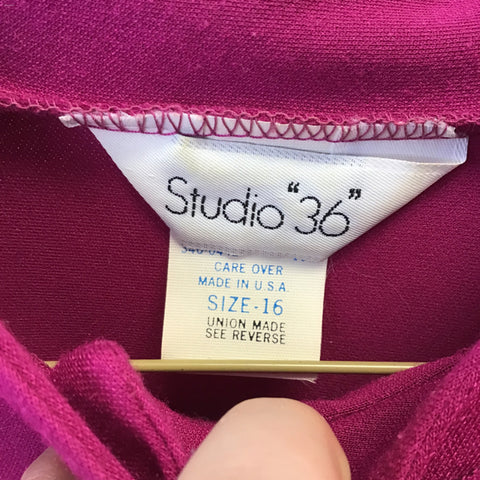 Studio "36"
CARE OVER
MADE IN U.S.A.
SIZE-16
UNION MADE
SEE REVERSE